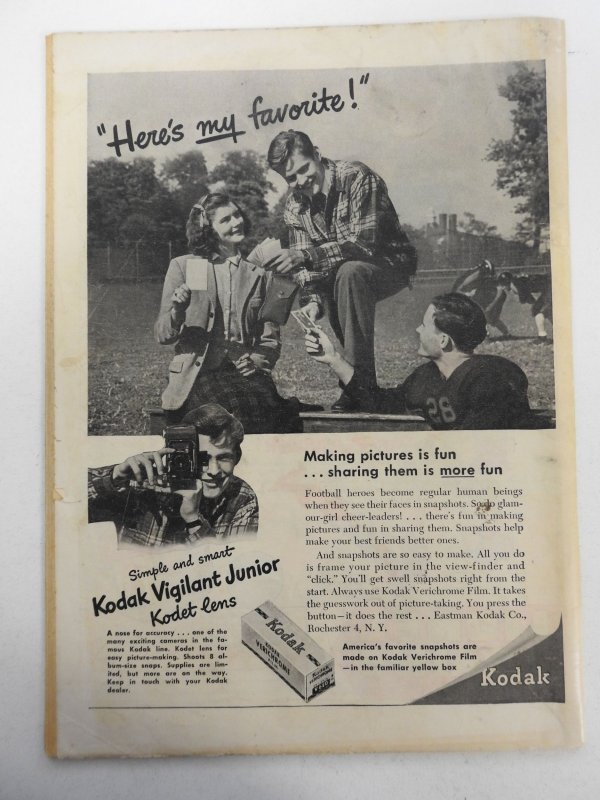 "Here's my favorite!"
28
Making pictures is fun
... sharing them is more fun
Football heroes become regular human beings
when they see their faces in snapshots. So do glam-
our-girl cheer-leaders! ... there's fun in making
pictures and fun in sharing them. Snapshots help
make your best friends better ones.
And snapshots are so easy to make. All you do
is frame your picture in the view-finder and
"click." You'll get swell snapshots right from the
start. Always use Kodak Verichrome Film. It takes
the guesswork out of picture-taking. You press the
button—it does the rest ... Eastman Kodak Co.,
Rochester 4, N. Y.
Simple and smart
Kodak Vigilant Junior
Kodet lens
A nose for accuracy ... one of the
many exciting cameras in the fa-
mous Kodak line. Kodet lens for
easy picture-making. Shoots 8 al-
bum-size snaps. Supplies are lim-
ited, but more are on the way.
Keep in touch with your Kodak
dealer.
Kodak
VERICHROME
America's favorite snapshots are
made on Kodak Verichrome Film
—in the familiar yellow box
Kodak